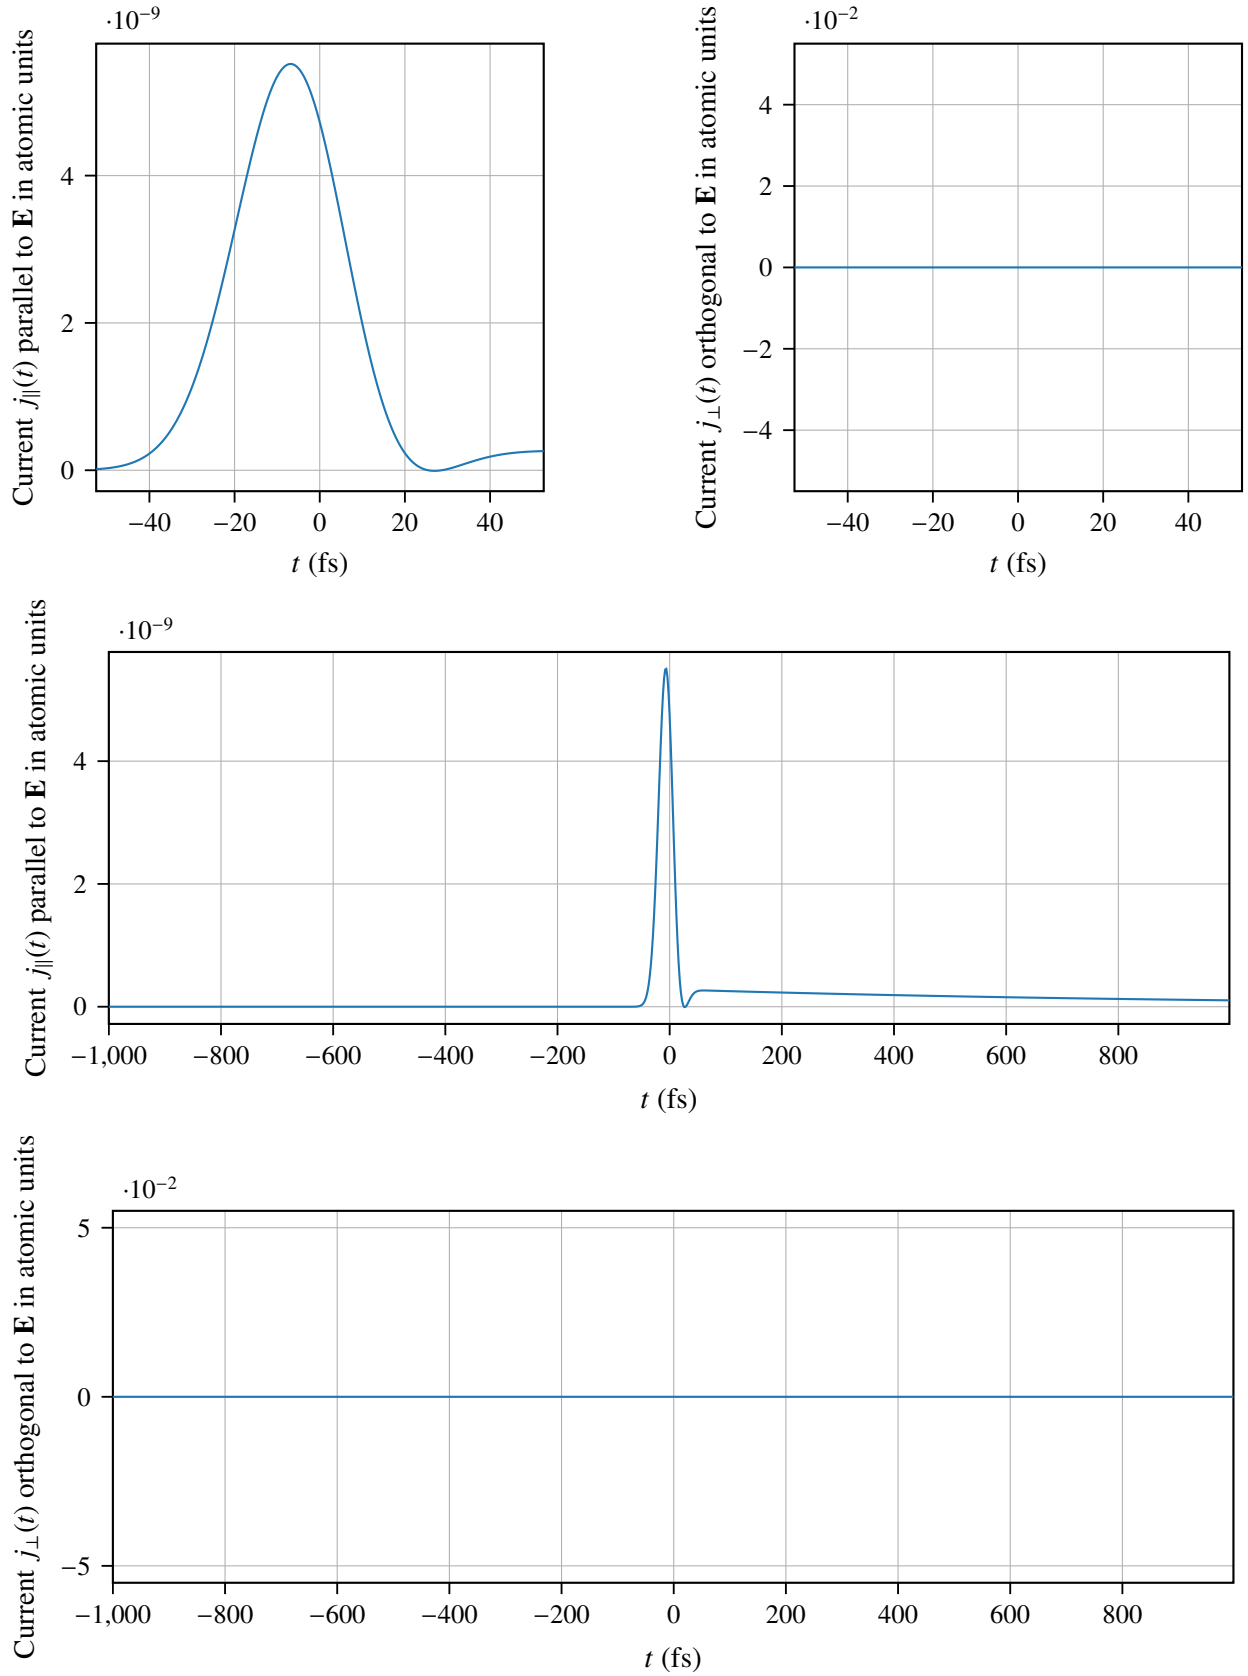 ·10⁻⁹
Current j∥(t) parallel to E in atomic units
4
2
0
−40 −20 0 20 40
t (fs)
·10⁻²
Current j⊥(t) orthogonal to E in atomic units
4
2
0
−2
−4
−40 −20 0 20 40
t (fs)
·10⁻⁹
Current j∥(t) parallel to E in atomic units
4
2
0
−1,000 −800 −600 −400 −200 0 200 400 600 800
t (fs)
·10⁻²
Current j⊥(t) orthogonal to E in atomic units
5
0
−5
−1,000 −800 −600 −400 −200 0 200 400 600 800
t (fs)